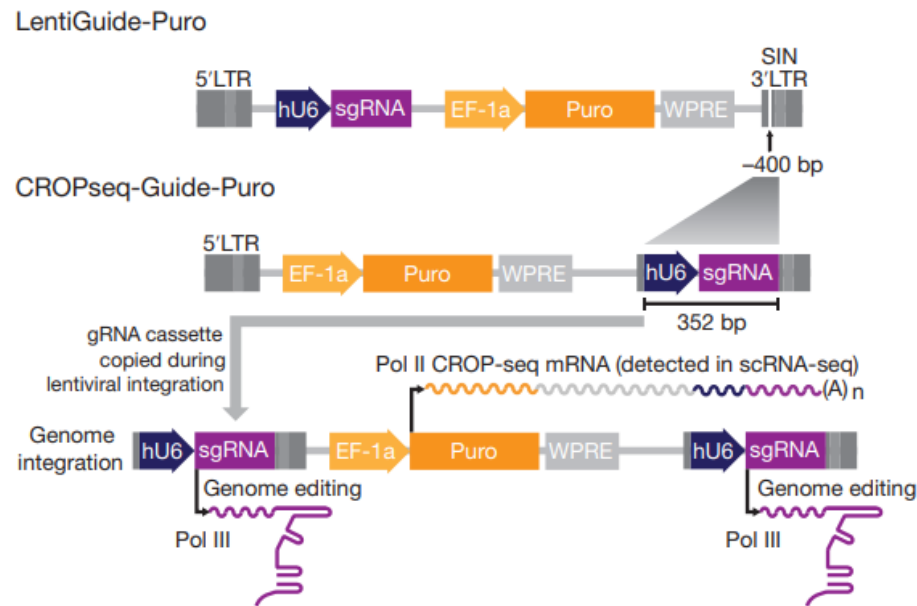 LentiGuide-Puro
SIN
5′LTR
3′LTR
hU6 sgRNA EF-1a Puro WPRE
–400 bp
CROPseq-Guide-Puro
5′LTR
EF-1a Puro WPRE hU6 sgRNA
352 bp
gRNA cassette
copied during
lentiviral integration
Pol II CROP-seq mRNA (detected in scRNA-seq)
(A) n
Genome
integration
hU6 sgRNA EF-1a Puro WPRE hU6 sgRNA
Genome editing
Genome editing
Pol III
Pol III